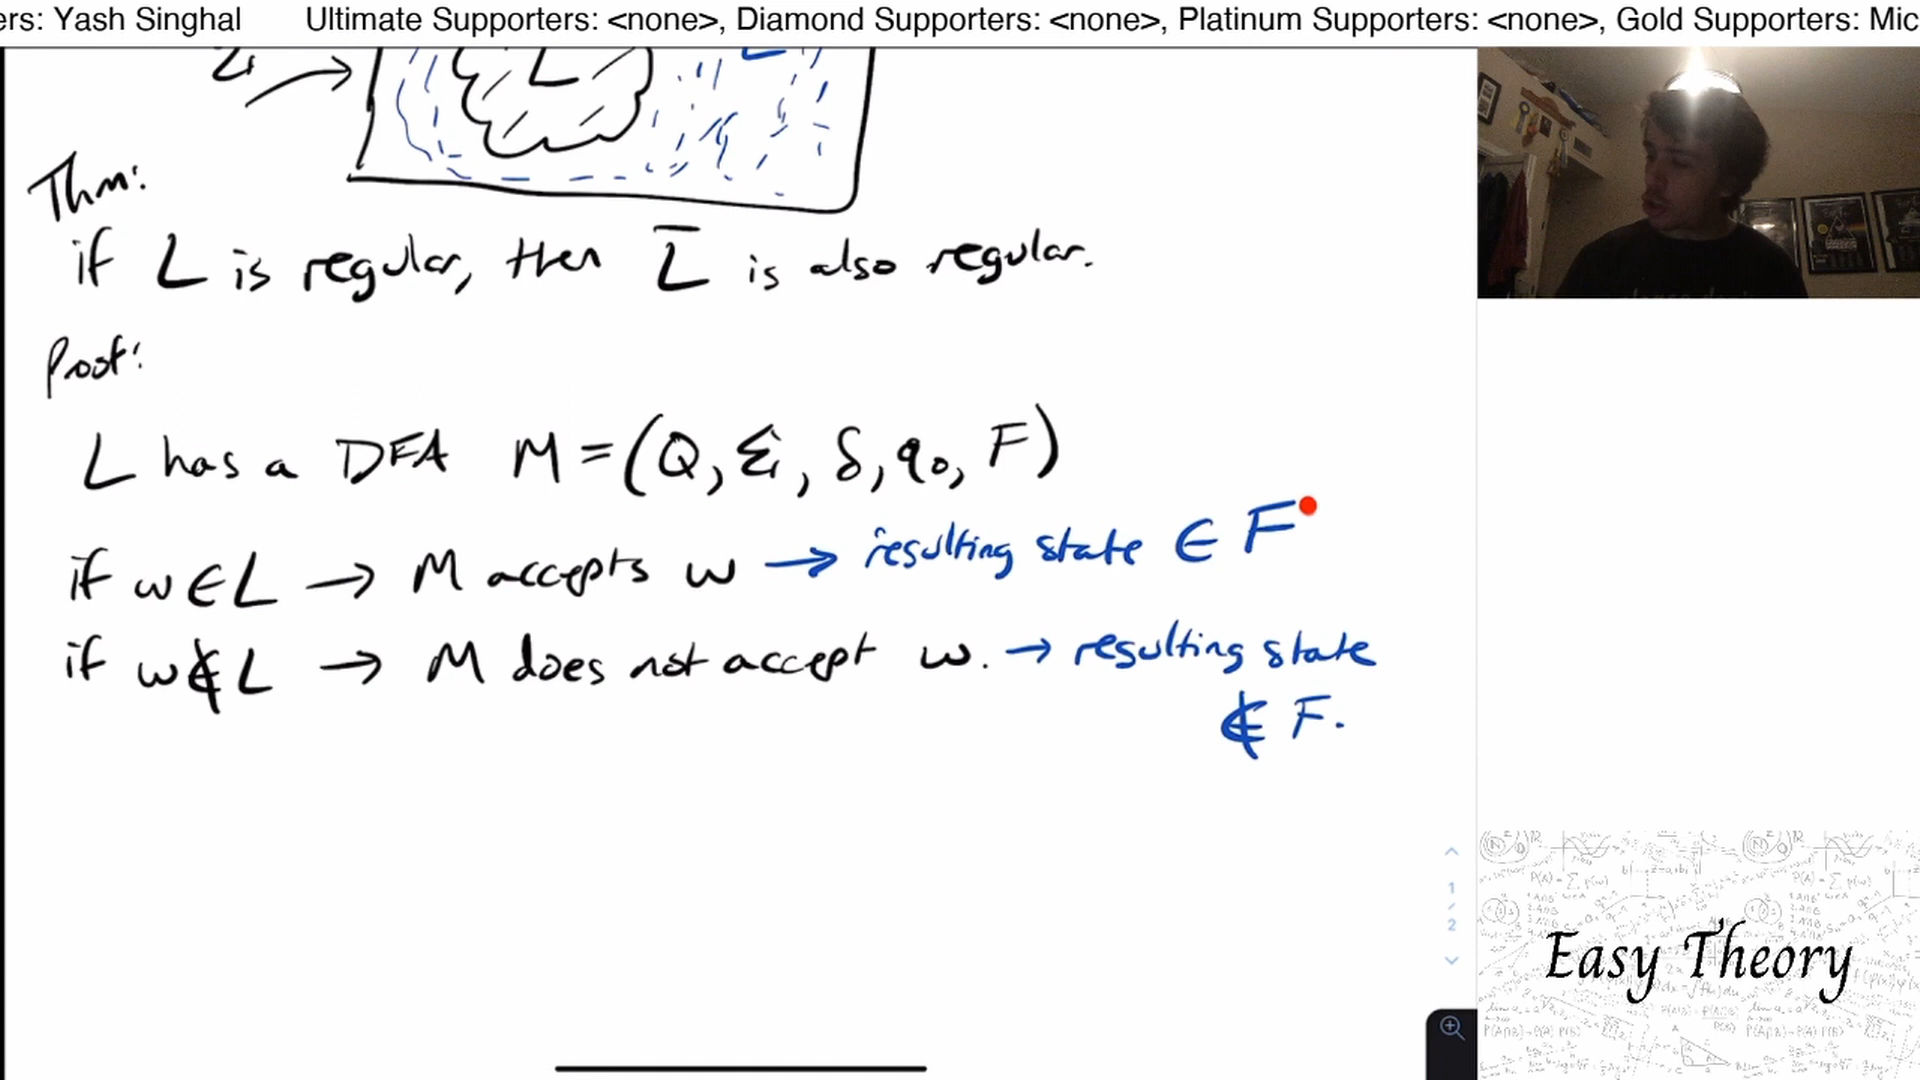 ers: Yash Singhal Ultimate Supporters: <none>, Diamond Supporters: <none>, Platinum Supporters: <none>, Gold Supporters: Mic
Σ
L
Thm:
if L is regular, then L̅ is also regular.
Proof:
L has a DFA M = (Q, Σ, δ, q₀, F)
if w ∈ L → M accepts w → resulting state ∈ F
if w ∉ L → M does not accept w. → resulting state
∉ F.
1
2
Easy Theory